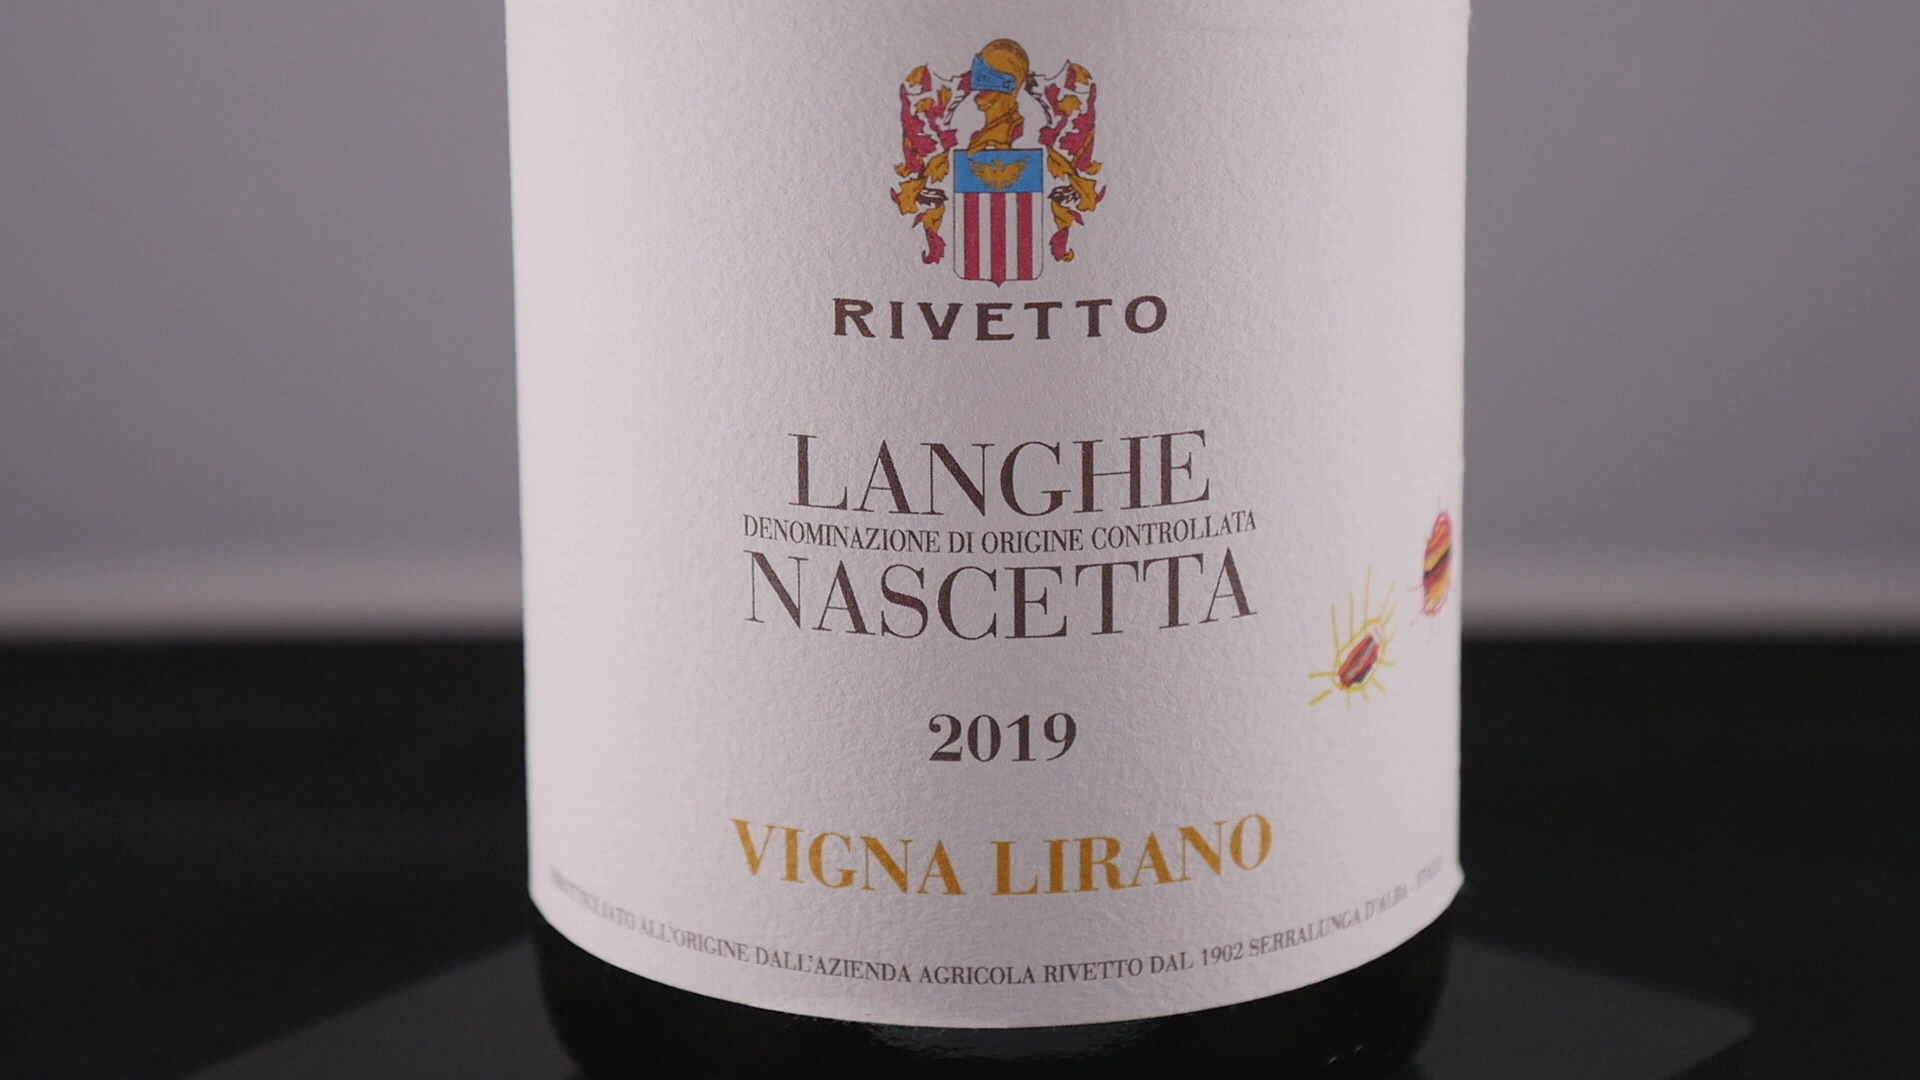 RIVETTO
LANGHE
DENOMINAZIONE DI ORIGINE CONTROLLATA
NASCETTA
2019
VIGNA LIRANO
ALL'ORIGINE DALL'AZIENDA AGRICOLA RIVETTO DAL 1902 SERRALUNGA D'ALBA - ITALIA